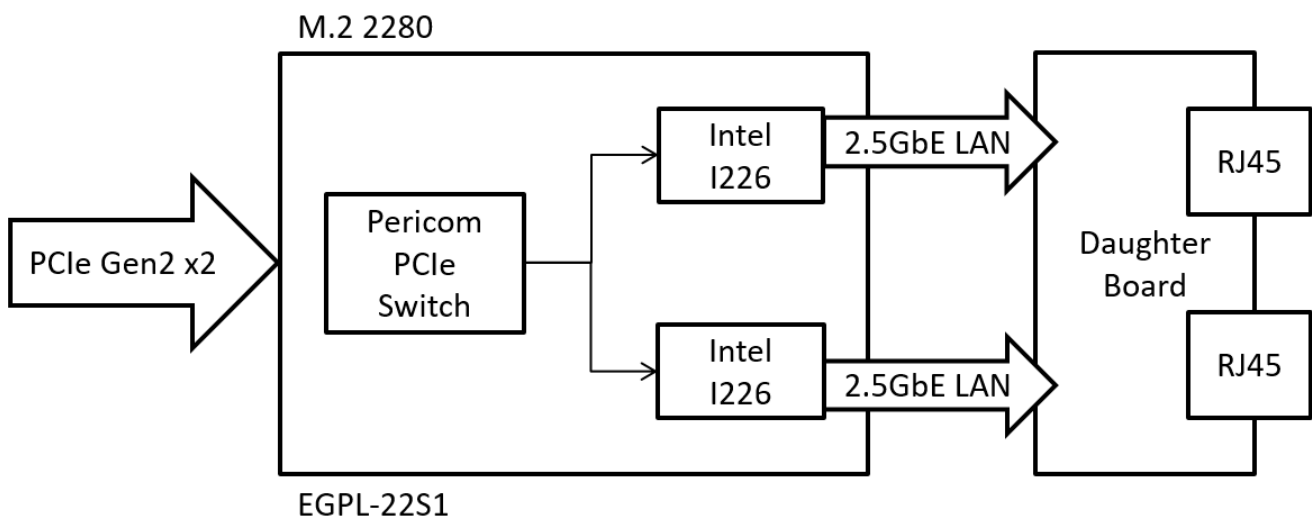 M.2 2280
PCIe Gen2 x2
Pericom
PCIe
Switch
Intel
I226
2.5GbE LAN
Intel
I226
2.5GbE LAN
Daughter
Board
RJ45
RJ45
EGPL-22S1